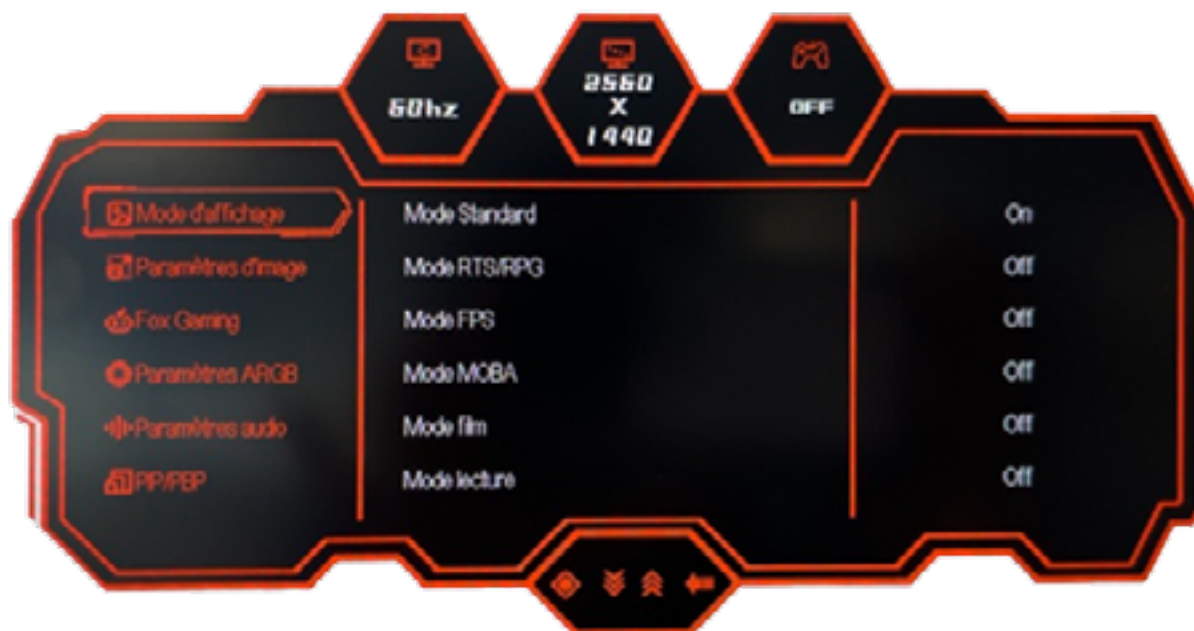 60hz
2560
X
1440
OFF
Mode d'affichage
Mode Standard
On
Paramètres d'image
Mode RTS/RPG
Off
Fox Gaming
Mode FPS
Off
Paramètres ARGB
Mode MOBA
Off
Paramètres audio
Mode film
Off
PIP/PBP
Mode lecture
Off